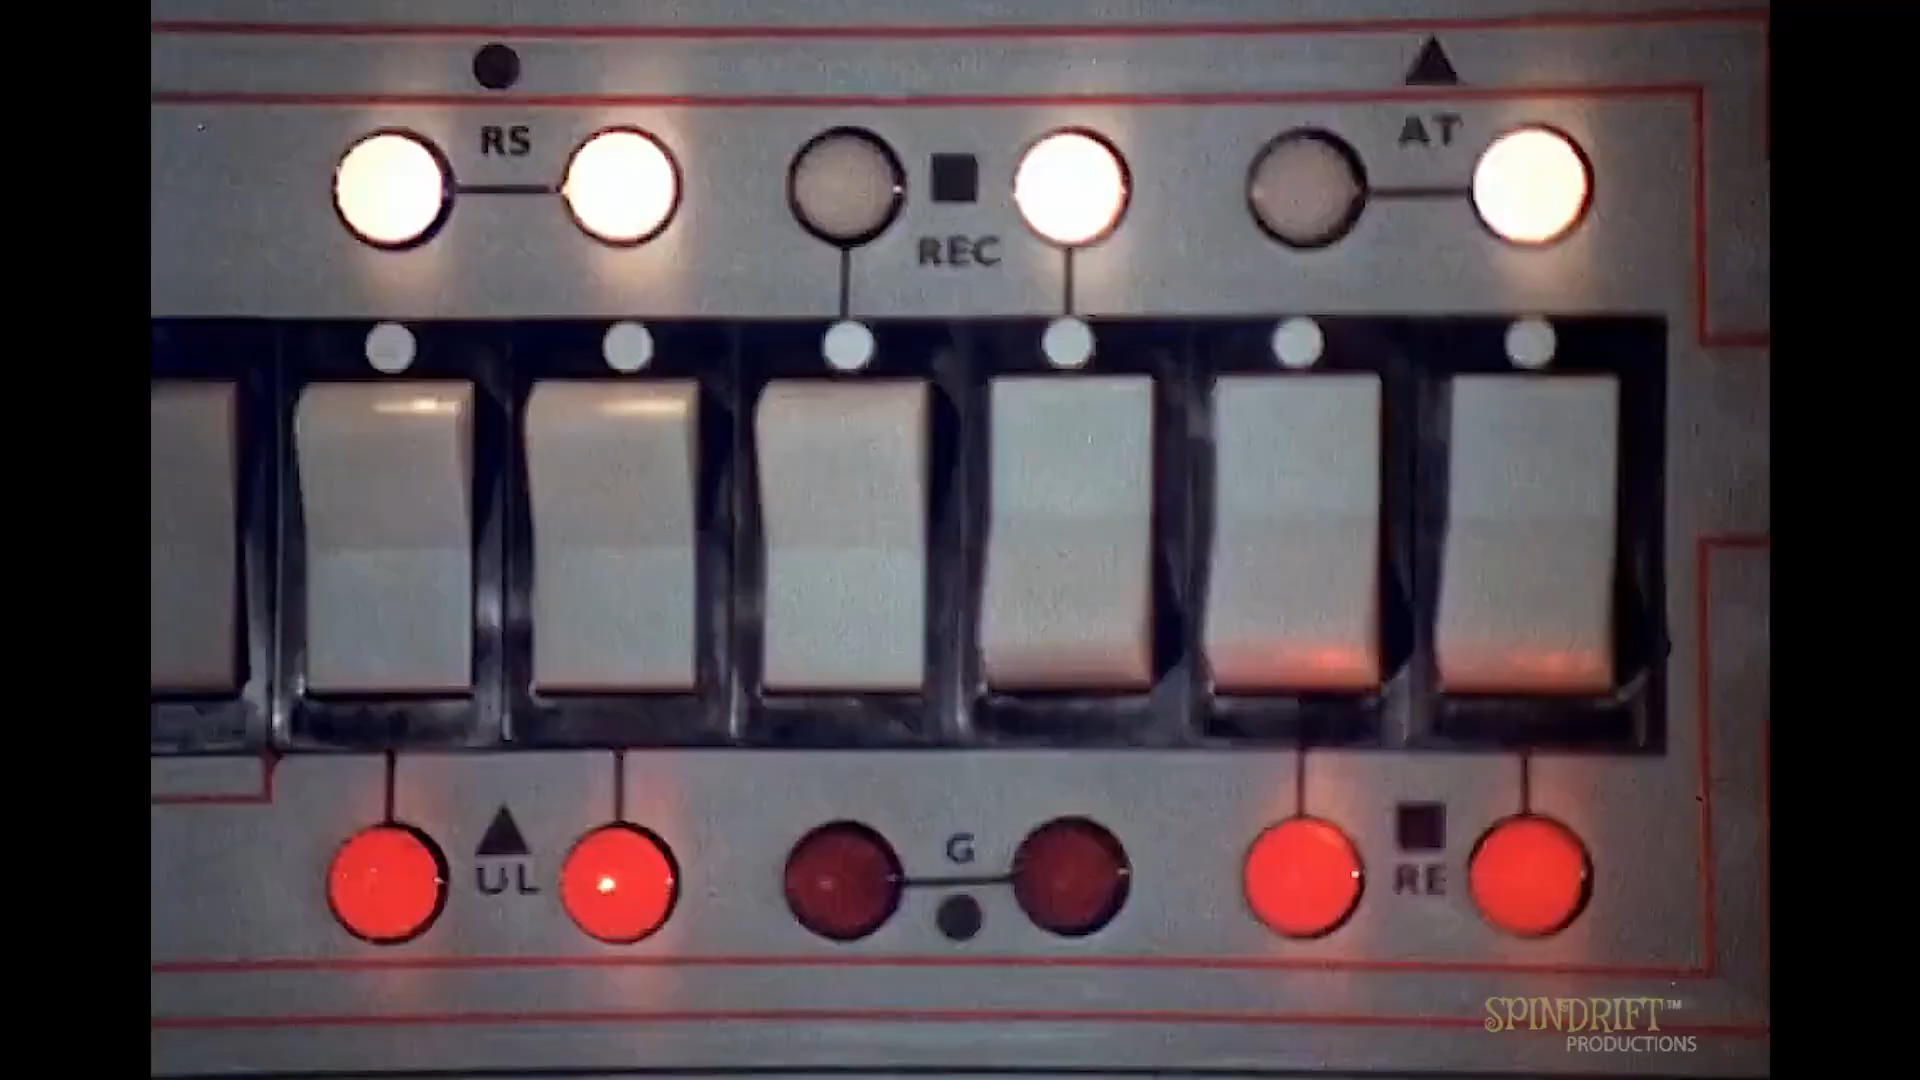 RS
AT
REC
UL
G
RE
SPINDRIFT™
PRODUCTIONS